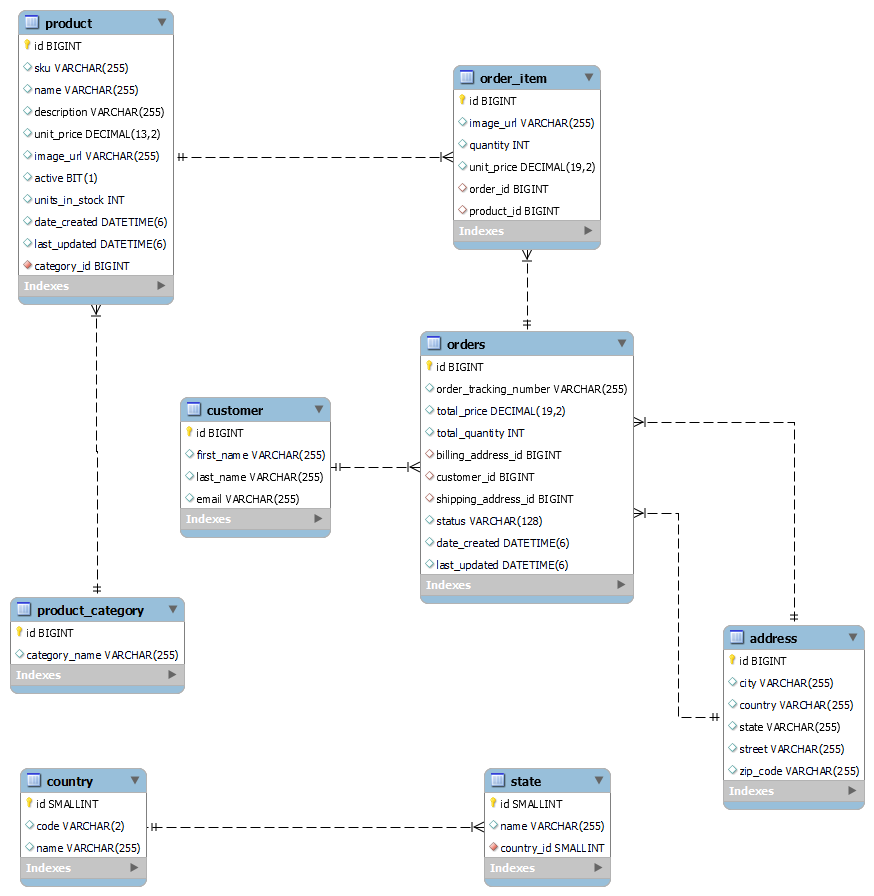 product
id BIGINT
sku VARCHAR(255)
name VARCHAR(255)
description VARCHAR(255)
unit_price DECIMAL(13,2)
image_url VARCHAR(255)
active BIT(1)
units_in_stock INT
date_created DATETIME(6)
last_updated DATETIME(6)
category_id BIGINT
Indexes
order_item
id BIGINT
image_url VARCHAR(255)
quantity INT
unit_price DECIMAL(19,2)
order_id BIGINT
product_id BIGINT
Indexes
orders
id BIGINT
order_tracking_number VARCHAR(255)
total_price DECIMAL(19,2)
total_quantity INT
billing_address_id BIGINT
customer_id BIGINT
shipping_address_id BIGINT
status VARCHAR(128)
date_created DATETIME(6)
last_updated DATETIME(6)
Indexes
customer
id BIGINT
first_name VARCHAR(255)
last_name VARCHAR(255)
email VARCHAR(255)
Indexes
product_category
id BIGINT
category_name VARCHAR(255)
Indexes
address
id BIGINT
city VARCHAR(255)
country VARCHAR(255)
state VARCHAR(255)
street VARCHAR(255)
zip_code VARCHAR(255)
Indexes
country
id SMALLINT
code VARCHAR(2)
name VARCHAR(255)
Indexes
state
id SMALLINT
name VARCHAR(255)
country_id SMALLINT
Indexes